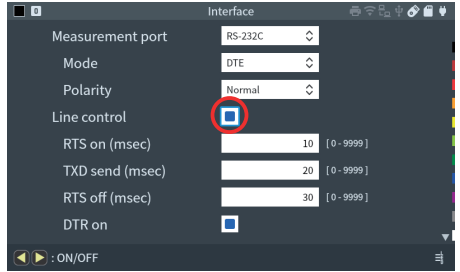 0 Interface
Measurement port RS-232C
Mode DTE
Polarity Normal
Line control
RTS on (msec) 10 [ 0 - 9999 ]
TXD send (msec) 20 [ 0 - 9999 ]
RTS off (msec) 30 [ 0 - 9999 ]
DTR on
: ON/OFF